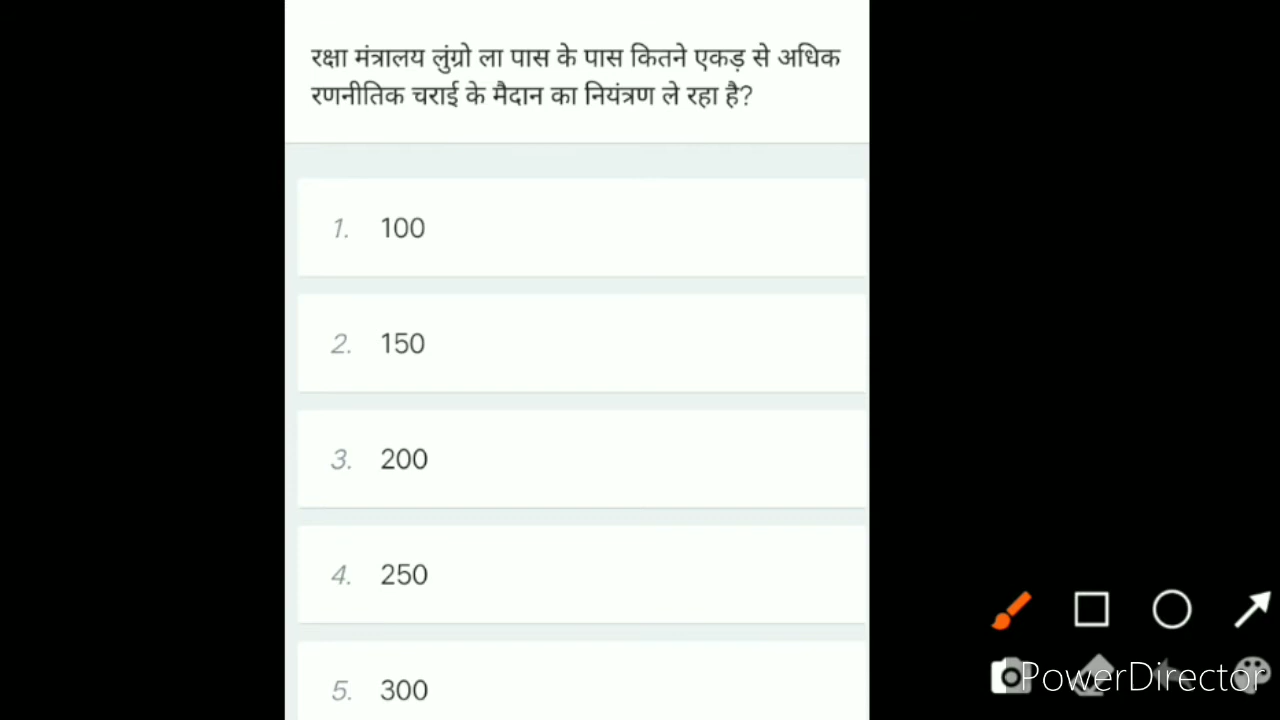 रक्षा मंत्रालय लुंग्रो ला पास के पास कितने एकड़ से अधिक
रणनीतिक चराई के मैदान का नियंत्रण ले रहा है?
1. 100
2. 150
3. 200
4. 250
5. 300
PowerDirector